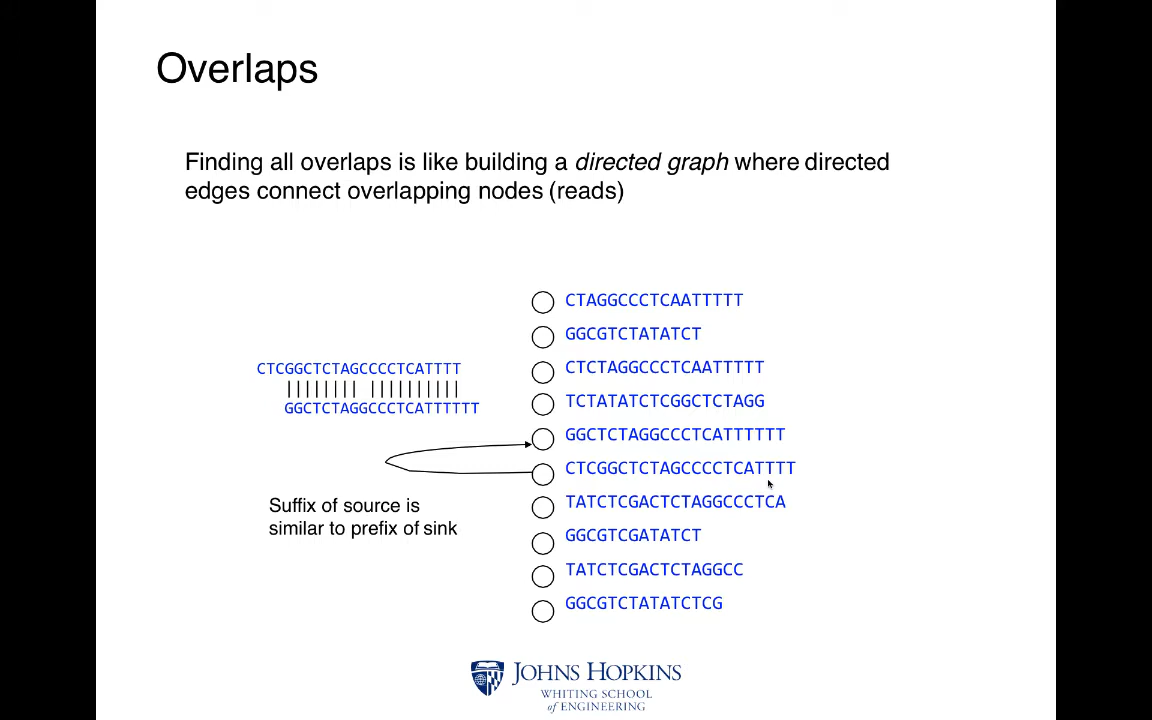 Overlaps
Finding all overlaps is like building a directed graph where directed
edges connect overlapping nodes (reads)
CTAGGCCCTCAATTTTT
GGCGTCTATATCT
CTCTAGGCCCTCAATTTTT
TCTATATCTCGGCTCTAGG
GGCTCTAGGCCCTCATTTTTT
CTCGGCTCTAGCCCCTCATTTT
TATCTCGACTCTAGGCCCTCA
GGCGTCGATATCT
TATCTCGACTCTAGGCC
GGCGTCTATATCTCG
CTCGGCTCTAGCCCCTCATTTT
|||||||| ||||||||||
GGCTCTAGGCCCTCATTTTTT
Suffix of source is
similar to prefix of sink
JOHNS HOPKINS
WHITING SCHOOL
of ENGINEERING